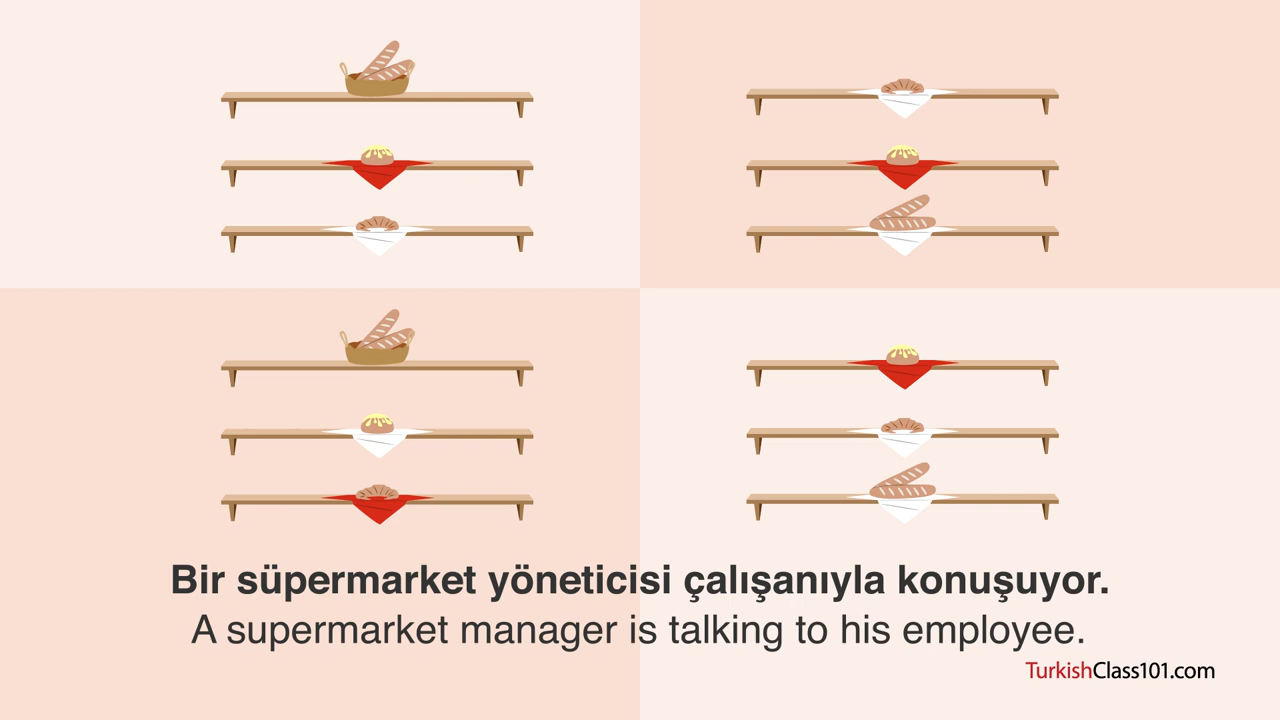 Bir süpermarket yöneticisi çalışanıyla konuşuyor.
A supermarket manager is talking to his employee.
TurkishClass101.com